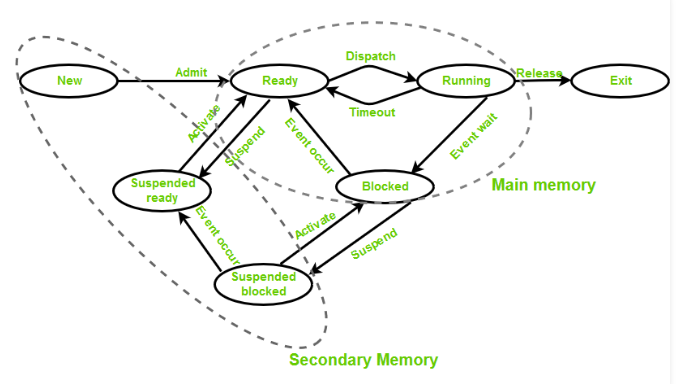 Dispatch
Admit
New
Ready
Running
Release
Exit
Timeout
Activate
Suspend
Event occur
Event wait
Suspended
ready
Blocked
Main memory
Event occur
Activate
Suspend
Suspended
blocked
Secondary Memory